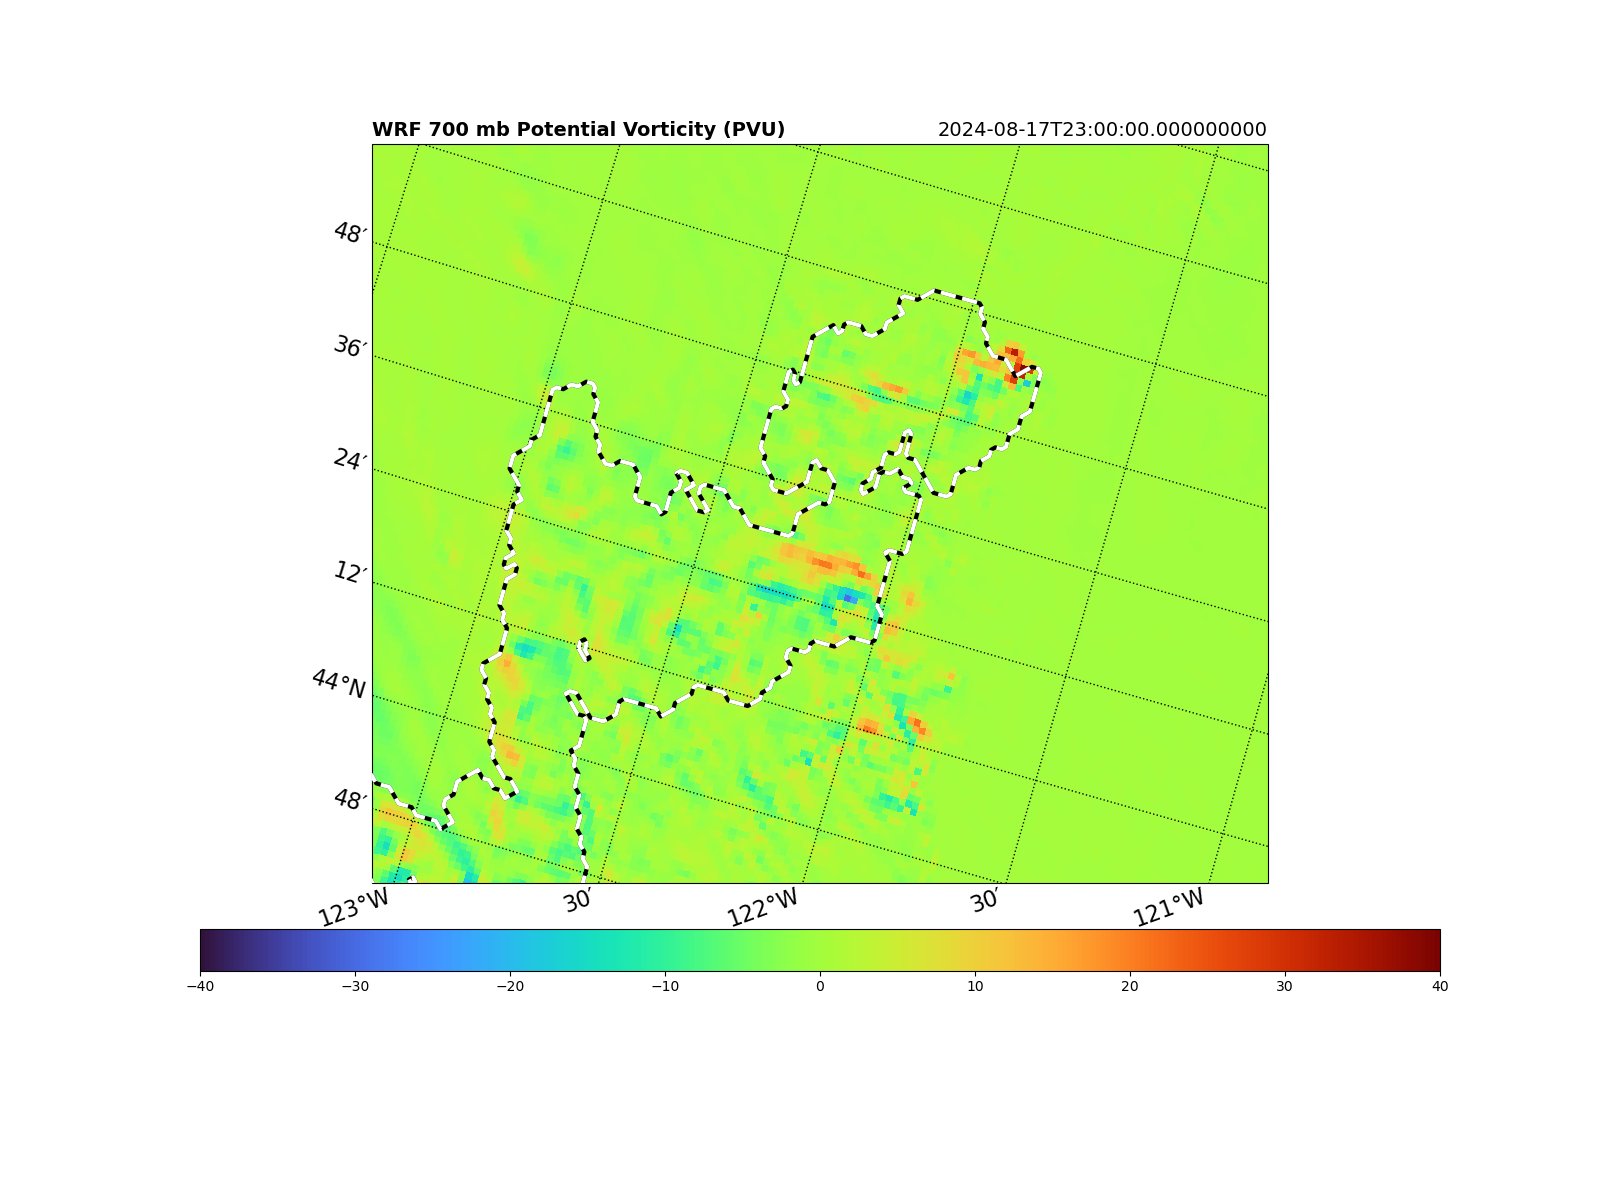 WRF 700 mb Potential Vorticity (PVU) 2024-08-17T23:00:00.000000000
48′
36′
24′
12′
44°N
48′
123°W 30′ 122°W 30′ 121°W
−40 −30 −20 −10 0 10 20 30 40